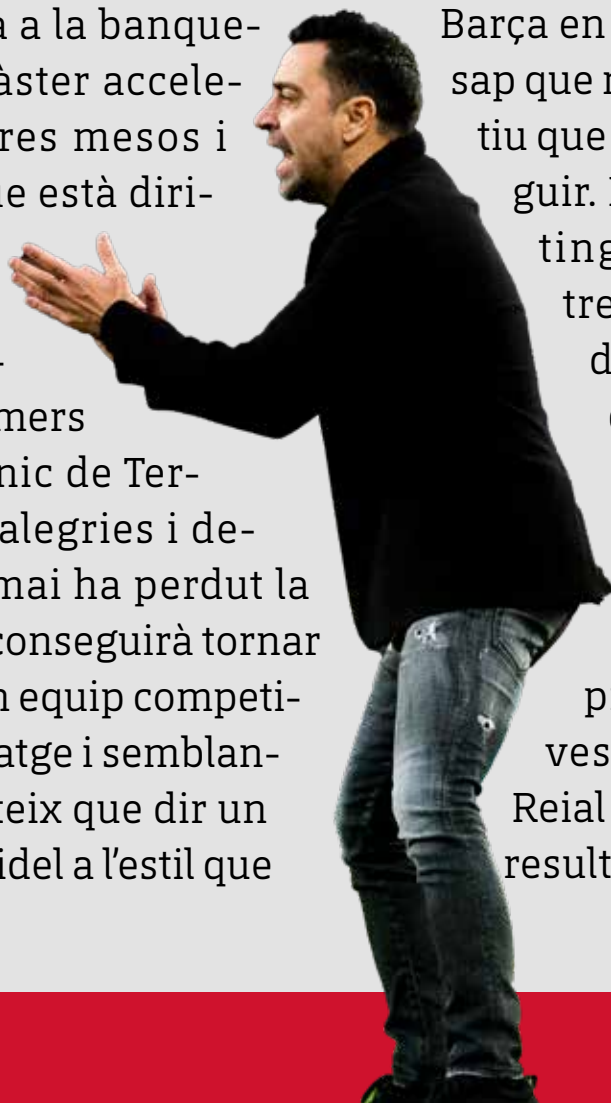 a a la banque-
àster accele-
res mesos i
e està diri-
-
mers
nic de Ter-
alegries i de-
mai ha perdut la
conseguirà tornar
n equip competi-
atge i semblan-
teix que dir un
idel a l'estil que
Barça en
sap que
tiu que
guir.
ting
tre
d
p
ves
Reial
result